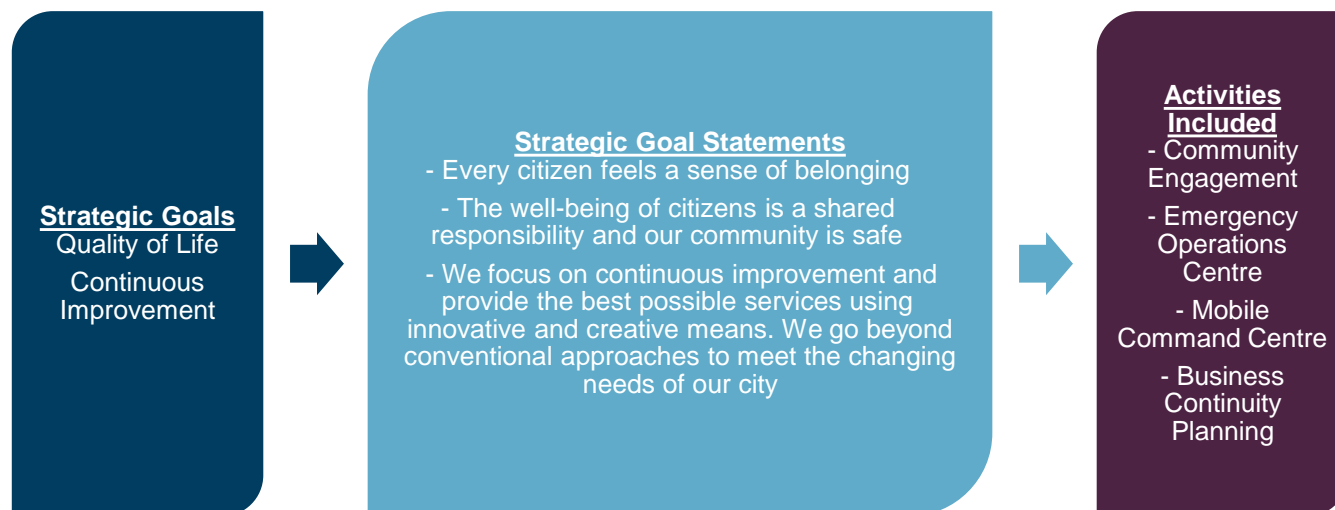 Strategic Goals
Quality of Life
Continuous
Improvement
Strategic Goal Statements
- Every citizen feels a sense of belonging
- The well-being of citizens is a shared
responsibility and our community is safe
- We focus on continuous improvement and
provide the best possible services using
innovative and creative means. We go beyond
conventional approaches to meet the changing
needs of our city
Activities
Included
- Community
Engagement
- Emergency
Operations
Centre
- Mobile
Command Centre
- Business
Continuity
Planning